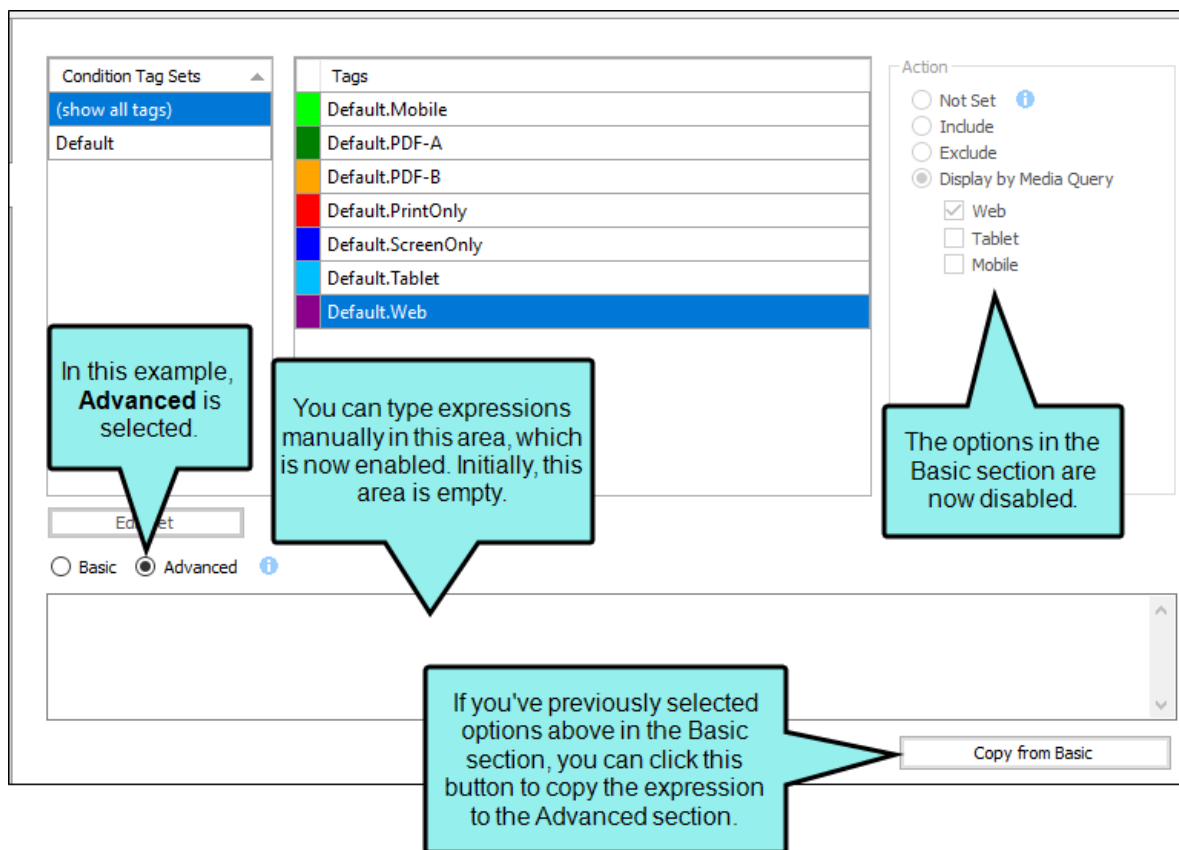 Condition Tag Sets
(show all tags)
Default
Tags
Default.Mobile
Default.PDF-A
Default.PDF-B
Default.PrintOnly
Default.ScreenOnly
Default.Tablet
Default.Web
Action
Not Set
Include
Exclude
Display by Media Query
Web
Tablet
Mobile
In this example,
Advanced is
selected.
You can type expressions
manually in this area, which
is now enabled. Initially, this
area is empty.
The options in the
Basic section are
now disabled.
Basic
Advanced
If you've previously selected
options above in the Basic
section, you can click this
button to copy the expression
to the Advanced section.
Copy from Basic